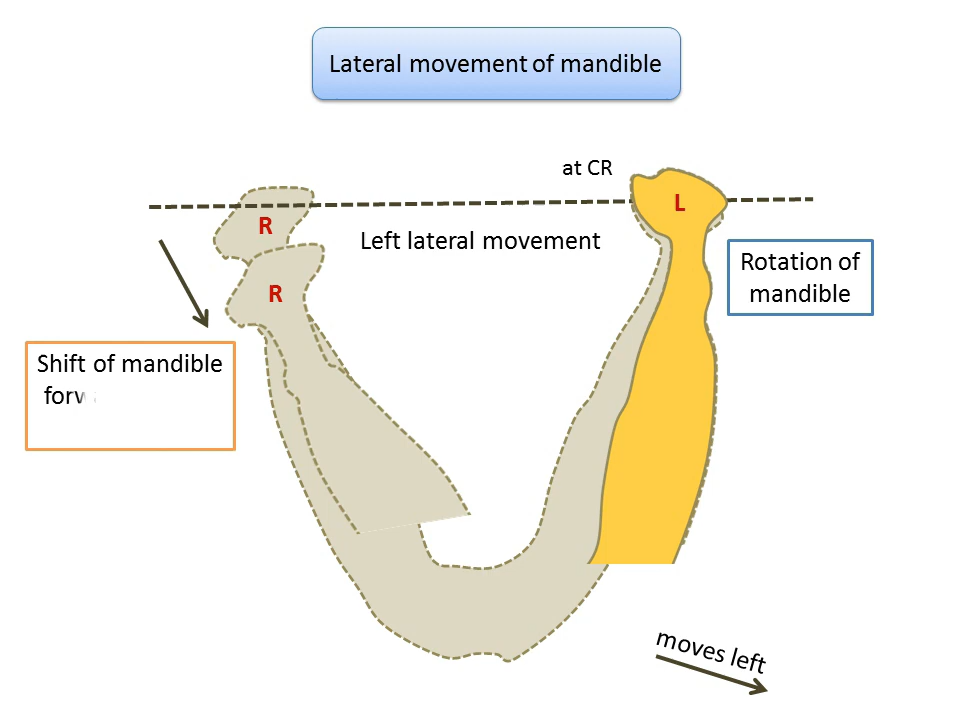 Lateral movement of mandible
at CR
L
R
Left lateral movement
Rotation of
mandible
R
Shift of mandible
moves left